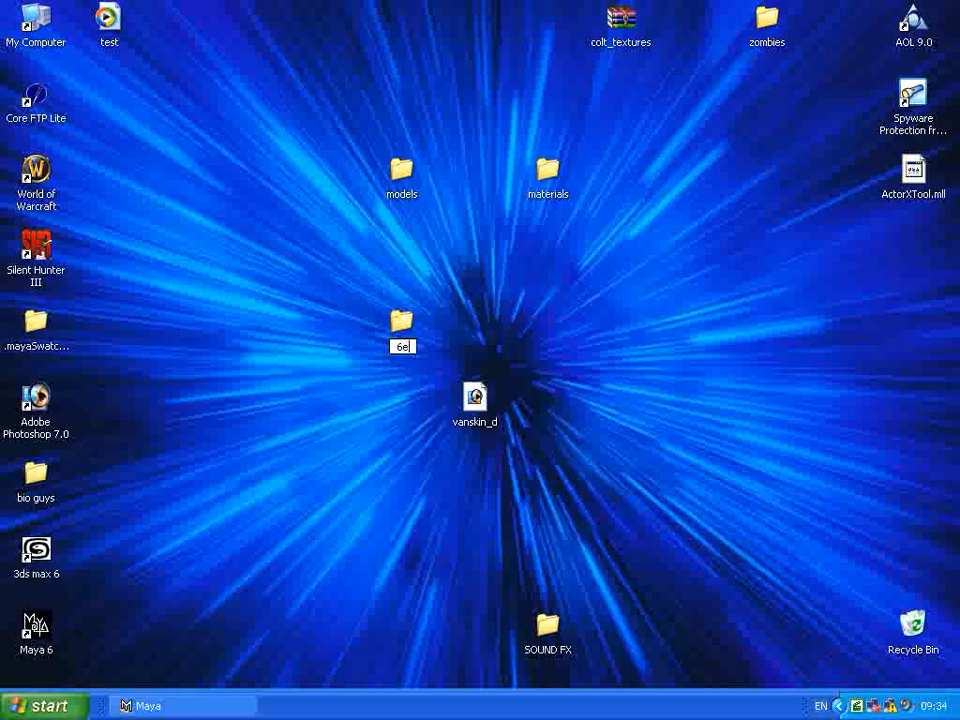 My Computer
test
colt_textures
zombies
AOL 9.0
Core FTP Lite
Spyware
Protection fr...
World of
Warcraft
models
materials
ActorXTool.mll
Silent Hunter
III
.mayaSwatc...
6e
Adobe
Photoshop 7.0
vanskin_d
bio guys
3ds max 6
Maya 6
SOUND FX
Recycle Bin
start
Maya
EN
09:34